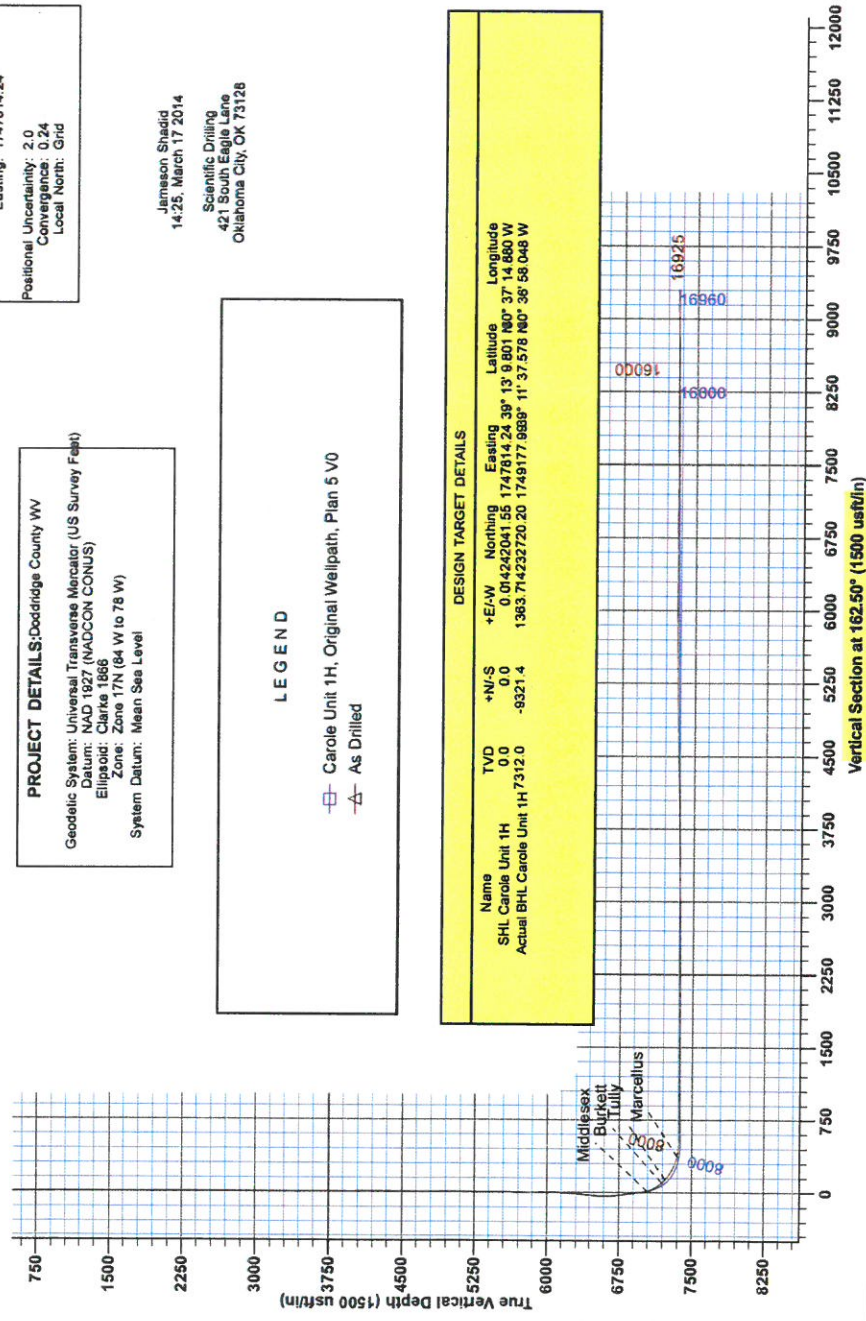 Easting: 1747814.24
Positional Uncertainity: 2.0
Convergence: 0.24
Local North: Grid
PROJECT DETAILS:Doddridge County WV
Geodetic System: Universal Transverse Mercator (US Survey Feet)
Datum: NAD 1927 (NADCON CONUS)
Ellipsoid: Clarke 1866
Zone: Zone 17N (84 W to 78 W)
System Datum: Mean Sea Level
Jameson Shadid
14:25, March 17 2014
Scientific Drilling
421 South Eagle Lane
Oklahoma City, OK 73128
LEGEND
Carole Unit 1H, Original Wellpath, Plan 5 V0
As Drilled
DESIGN TARGET DETAILS
Name TVD +N/-S +E/-W Northing Easting Latitude Longitude
SHL Carole Unit 1H 0.0 0.0 0.0 14242041.55 1747814.24 39° 13' 9.801 N 80° 37' 14.880 W
Actual BHL Carole Unit 1H 7312.0 -9321.4 1363.7 14232720.20 1749177.98 39° 11' 37.578 N 80° 36' 58.048 W
750
1500
2250
3000
3750
4500
5250
6000
6750
7500
8250
True Vertical Depth (1500 usft/in)
Middlesex
Burkett
Tully
Marcellus
8000
8000
16000
16000
16925
16960
0 750 1500 2250 3000 3750 4500 5250 6000 6750 7500 8250 9000 9750 10500 11250 12000
Vertical Section at 162.50° (1500 usft/in)